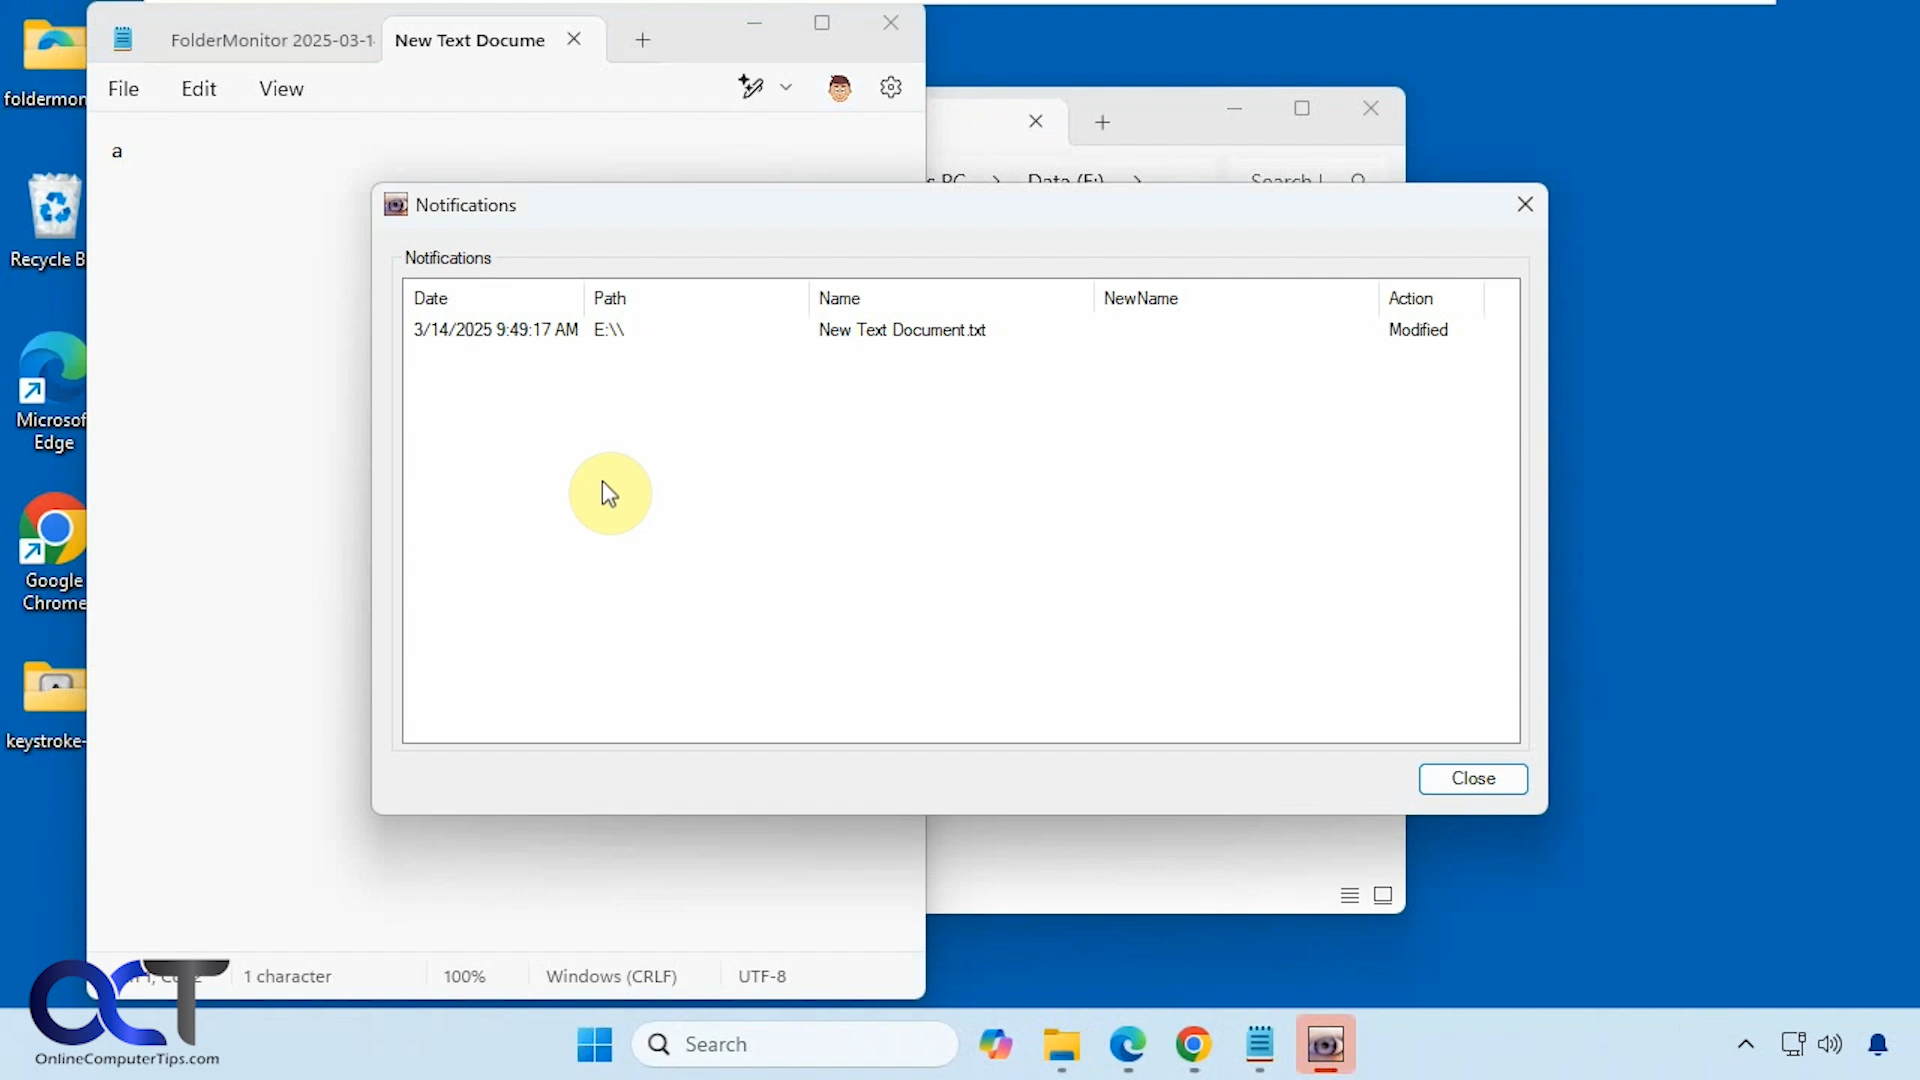 FolderMonitor 2025-03-1
New Text Docume
File Edit View
a
foldermon
Recycle B
Microsof
Edge
Google
Chrome
keystroke-
Data (E:)
Search
Notifications
Notifications
Date Path Name NewName Action
3/14/2025 9:49:17 AM E:\\ New Text Document.txt Modified
Close
1 character 100% Windows (CRLF) UTF-8
OCT
OnlineComputerTips.com
Search